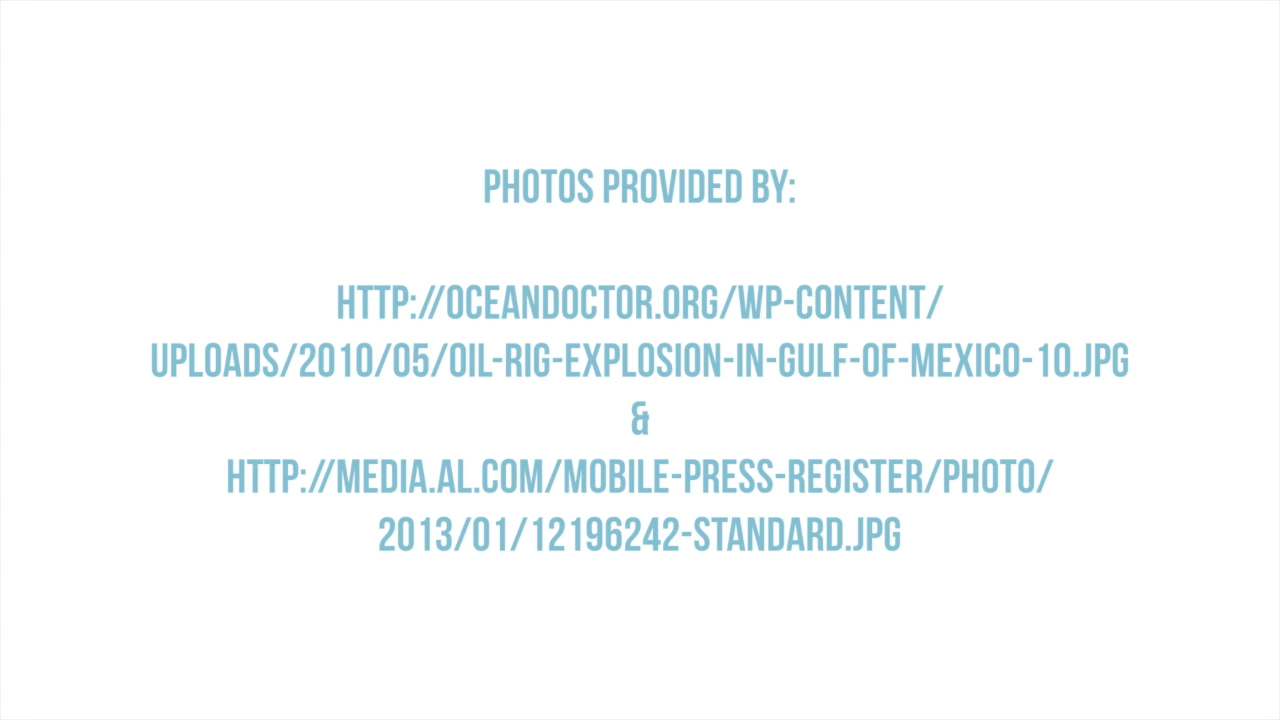 PHOTOS PROVIDED BY:
HTTP://OCEANDOCTOR.ORG/WP-CONTENT/
UPLOADS/2010/05/OIL-RIG-EXPLOSION-IN-GULF-OF-MEXICO-10.JPG
&
HTTP://MEDIA.AL.COM/MOBILE-PRESS-REGISTER/PHOTO/
2013/01/12196242-STANDARD.JPG